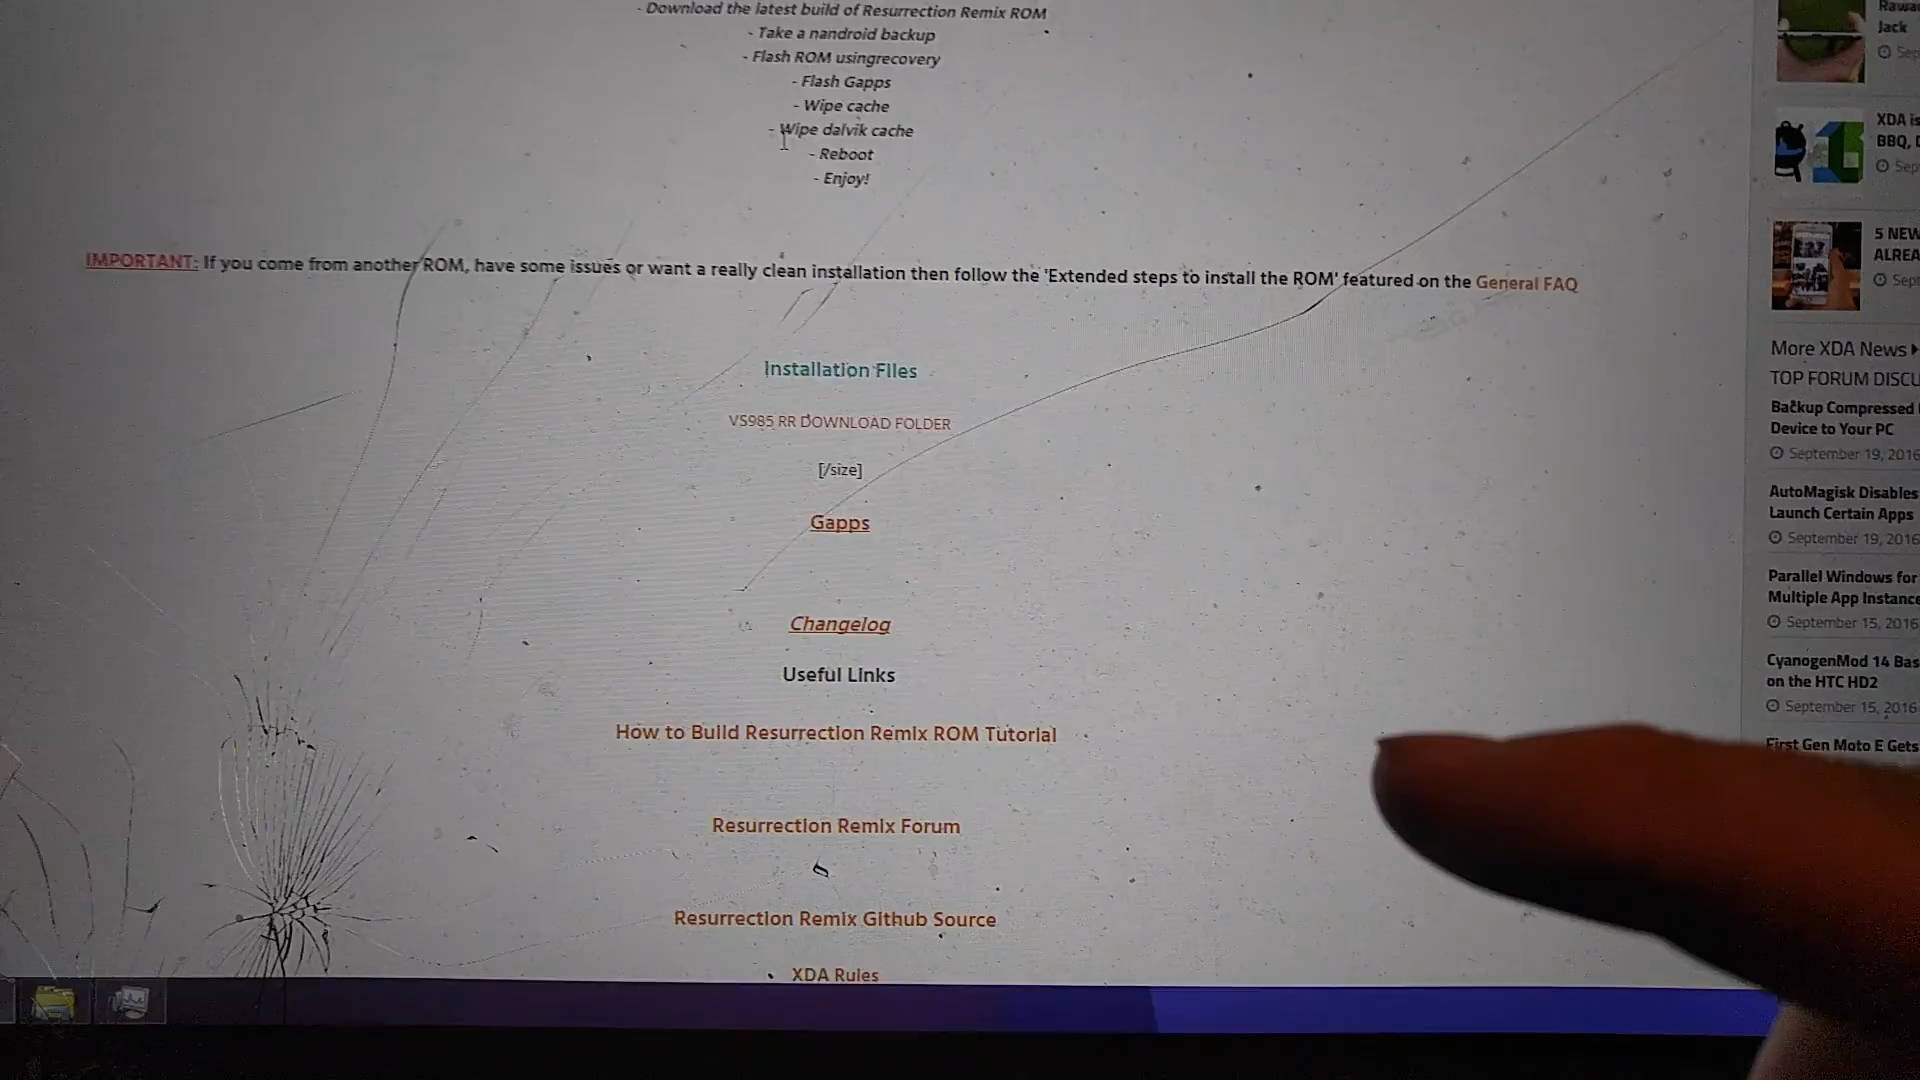 - Download the latest build of Resurrection Remix ROM
- Take a nandroid backup
- Flash ROM usingrecovery
- Flash Gapps
- Wipe cache
- Wipe dalvik cache
- Reboot
- Enjoy!
IMPORTANT: If you come from another ROM, have some issues or want a really clean installation then follow the 'Extended steps to install the ROM' featured on the General FAQ
Installation Files
VS985 RR DOWNLOAD FOLDER
[/size]
Gapps
Changelog
Useful Links
How to Build Resurrection Remix ROM Tutorial
Resurrection Remix Forum
Resurrection Remix Github Source
XDA Rules
Jack
XDA is
BBQ,
5 NEW
More XDA News
Backup Compressed
Device to Your PC
September 19, 2016
AutoMagisk Disables
Launch Certain Apps
September 19, 2016
Parallel Windows for
Multiple App
September 15, 2016
CyanogenMod 14
on the HTC HD2
September 15, 2016
First Gen Moto E Gets